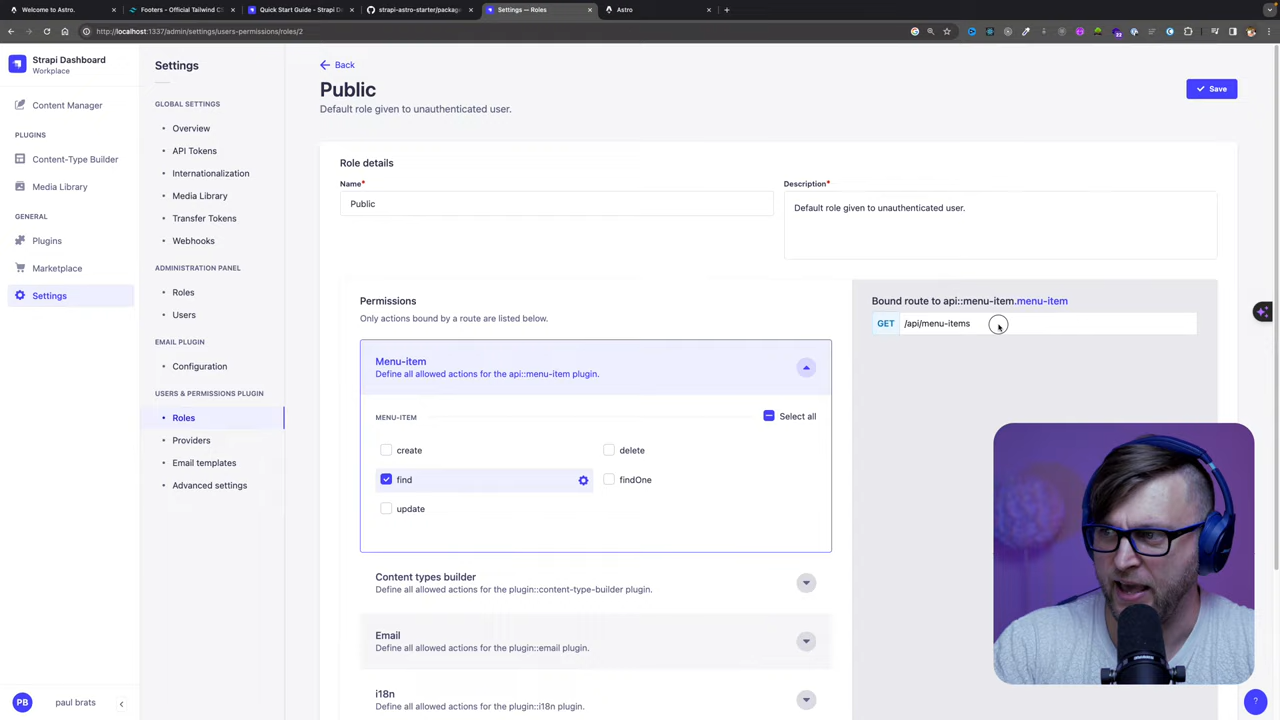 Welcome to Astro.
Footers - Official Tailwind C
Quick Start Guide - Strapi D
strapi-astro-starter/package
Settings — Roles
Astro
http://localhost:1337/admin/settings/users-permissions/roles/2
Strapi Dashboard
Workplace
Content Manager
PLUGINS
Content-Type Builder
Media Library
GENERAL
Plugins
Marketplace
Settings
PB
paul brats
Settings
GLOBAL SETTINGS
Overview
API Tokens
Internationalization
Media Library
Transfer Tokens
Webhooks
ADMINISTRATION PANEL
Roles
Users
EMAIL PLUGIN
Configuration
USERS & PERMISSIONS PLUGIN
Roles
Providers
Email templates
Advanced settings
Back
Public
Default role given to unauthenticated user.
Save
Role details
Name*
Public
Description*
Default role given to unauthenticated user.
Permissions
Only actions bound by a route are listed below.
Menu-item
Define all allowed actions for the api::menu-item plugin.
MENU-ITEM
Select all
create
delete
find
findOne
update
Content types builder
Define all allowed actions for the plugin::content-type-builder plugin.
Email
Define all allowed actions for the plugin::email plugin.
i18n
Define all allowed actions for the plugin::i18n plugin.
Bound route to api::menu-item.menu-item
GET /api/menu-items
?